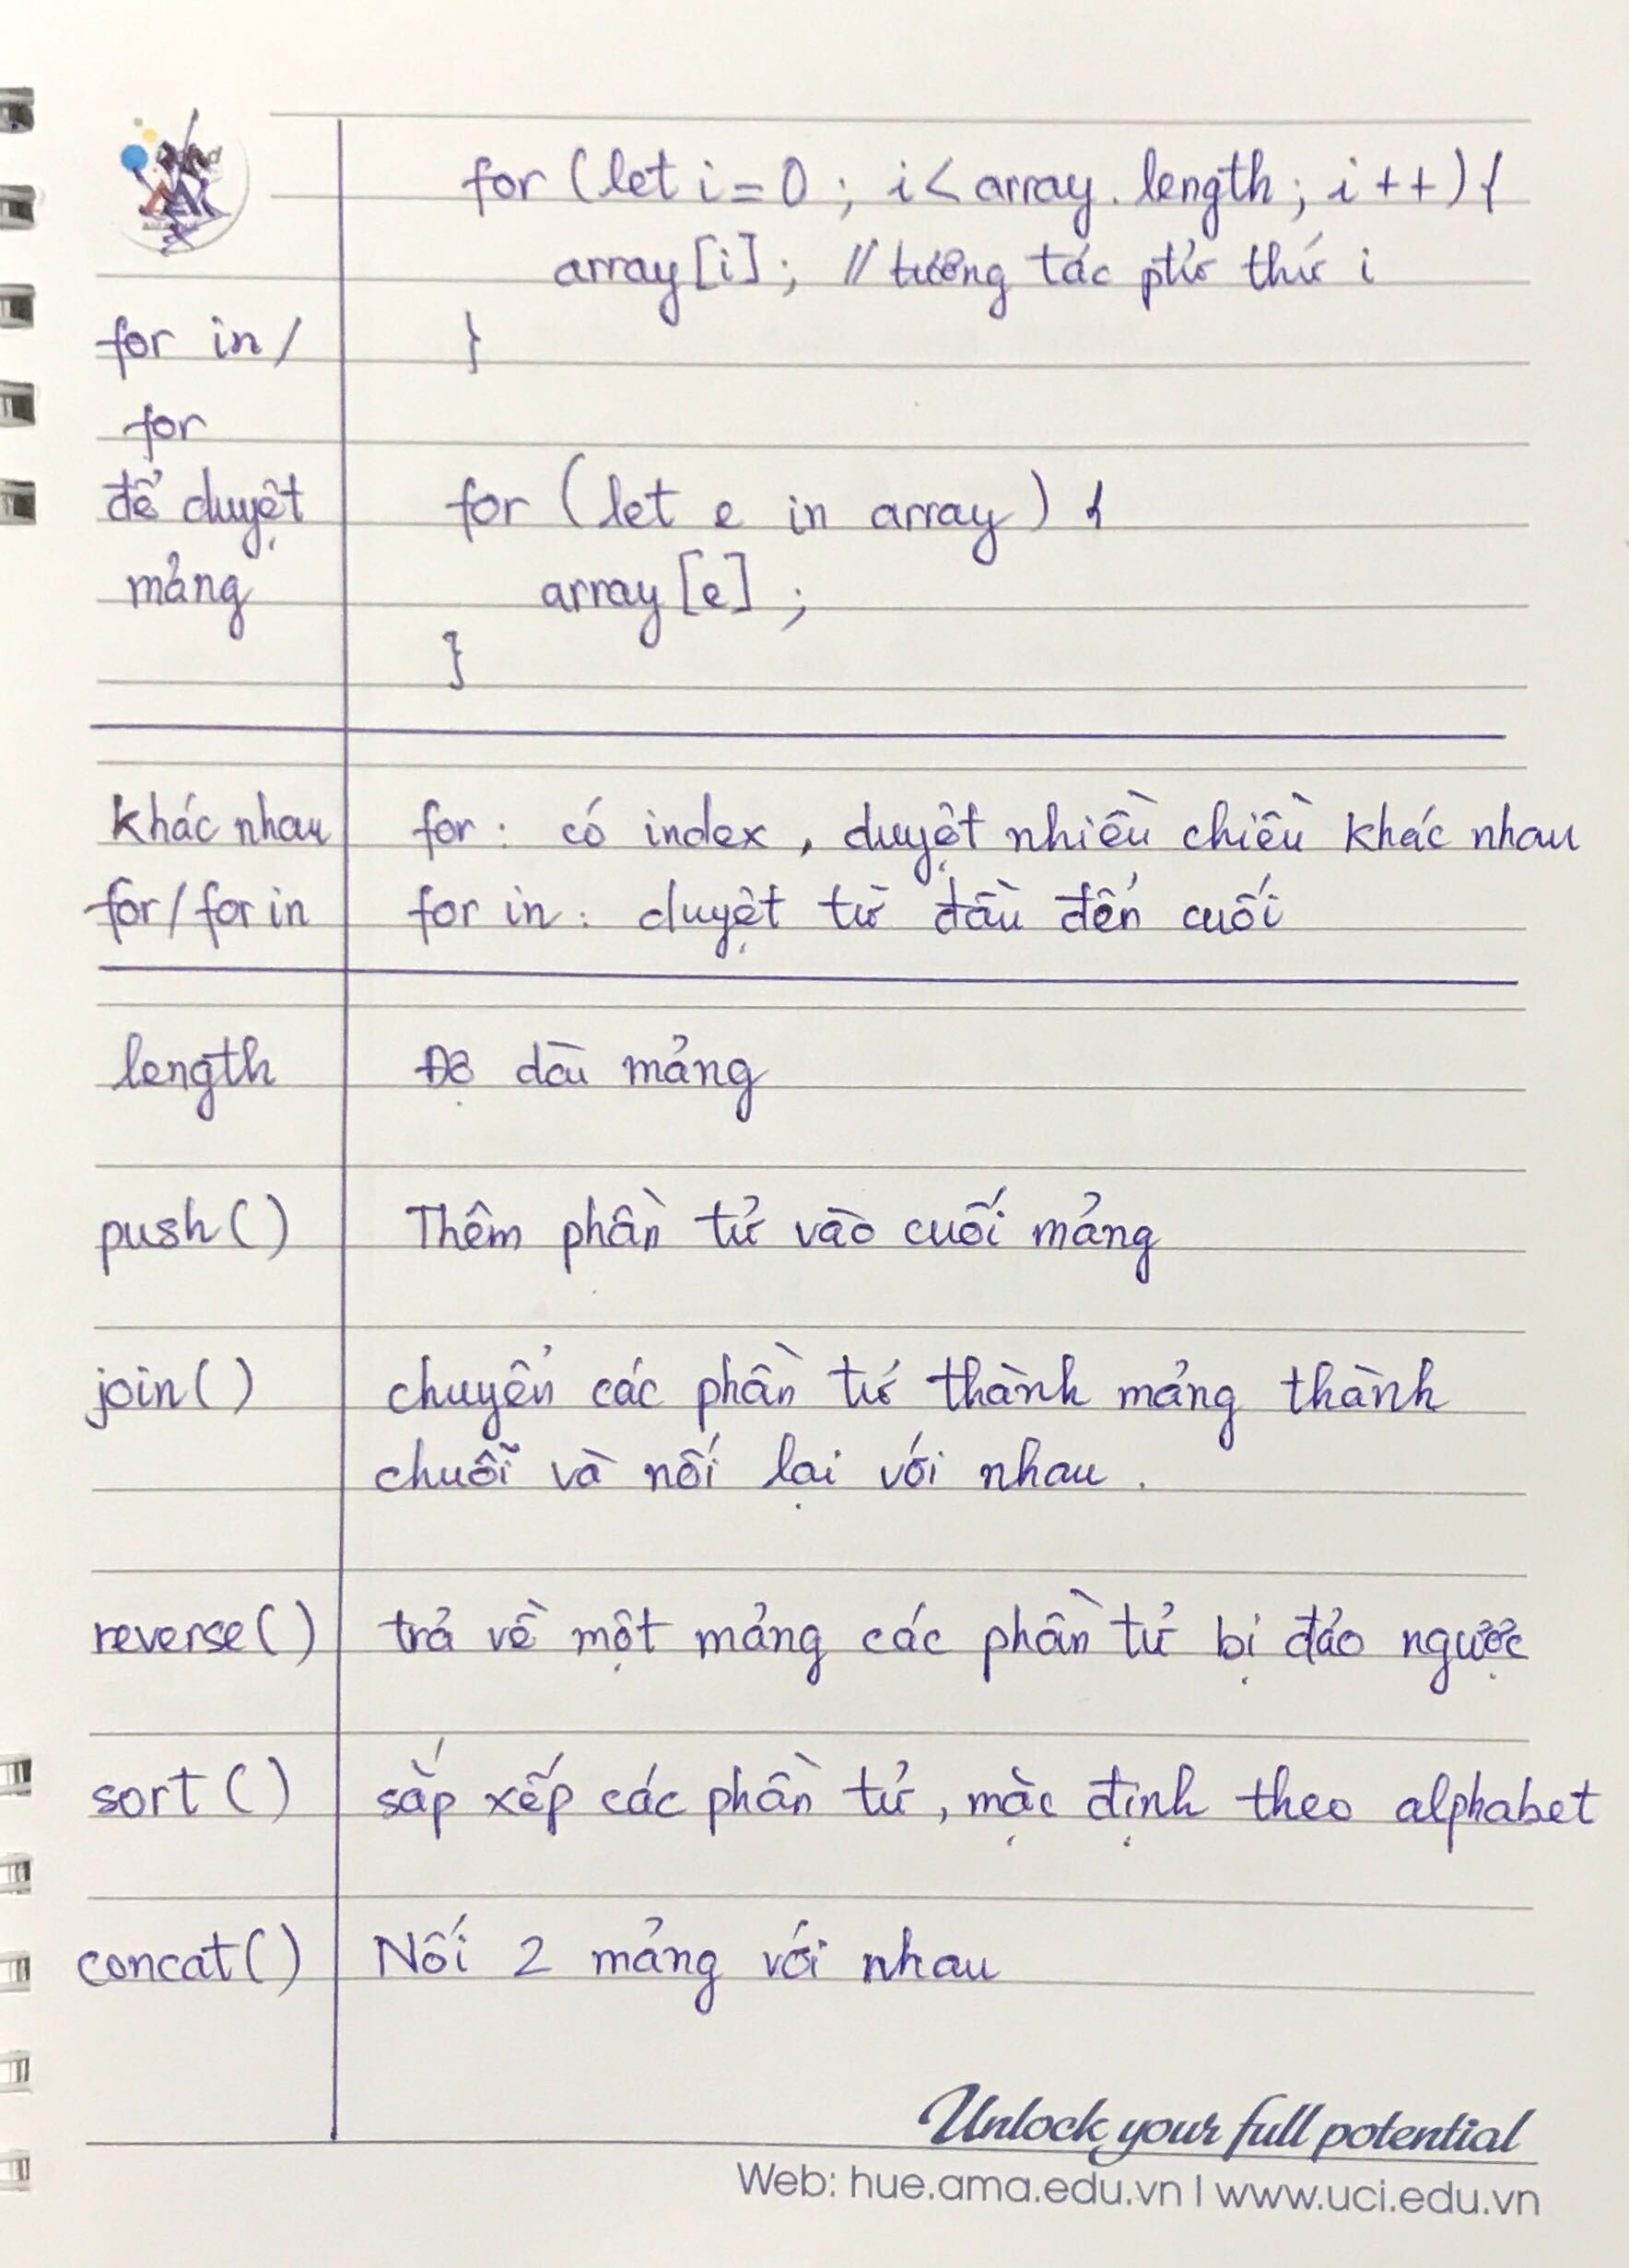 for (let i = 0 ; i < array.length ; i ++) {
array[i] ; // tương tác ptử thứ i
for in / }
for
để duyệt for (let e in array) {
mảng array[e] ;
}
khác nhau for : có index , duyệt nhiều chiều khác nhau
for / for in for in : duyệt từ đầu đến cuối
length Độ dài mảng
push ( ) Thêm phần tử vào cuối mảng
join ( ) chuyển các phần tứ thành mảng thành
chuỗi và nối lại với nhau .
reverse ( ) trả về một mảng các phần tử bị đảo ngược
sort ( ) sắp xếp các phần tử , mặc định theo alphabet
concat ( ) Nối 2 mảng với nhau
Unlock your full potential
Web: hue.ama.edu.vn | www.uci.edu.vn